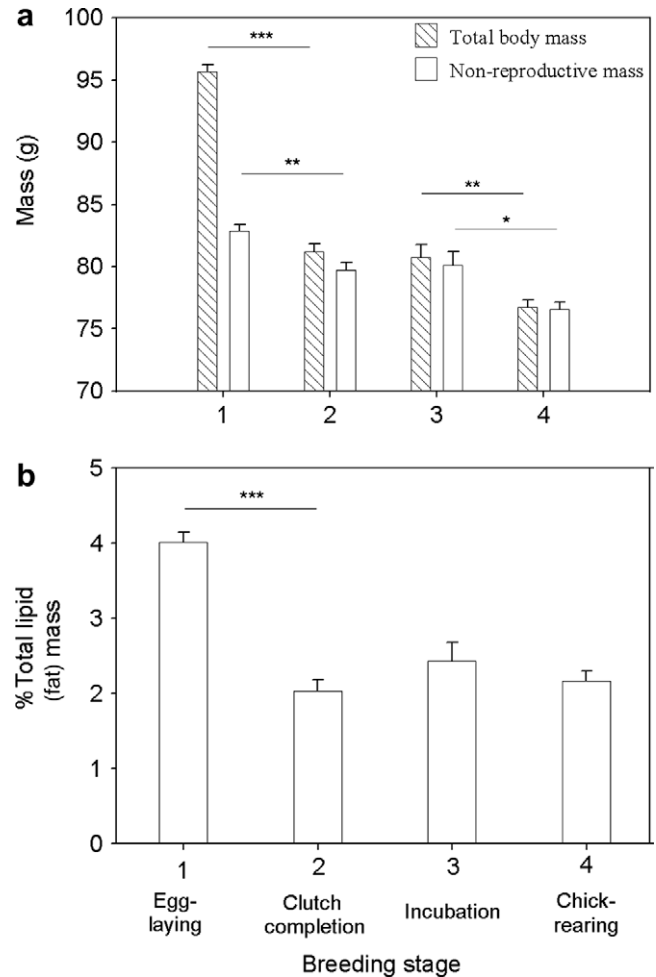 a
100
95
90
85
80
75
70
Mass (g)
Total body mass
Non-reproductive mass
***
**
**
*
1 2 3 4
b
5
4
3
2
1
0
% Total lipid
(fat) mass
***
1 2 3 4
Egg-
laying
Clutch
completion
Incubation
Chick-
rearing
Breeding stage